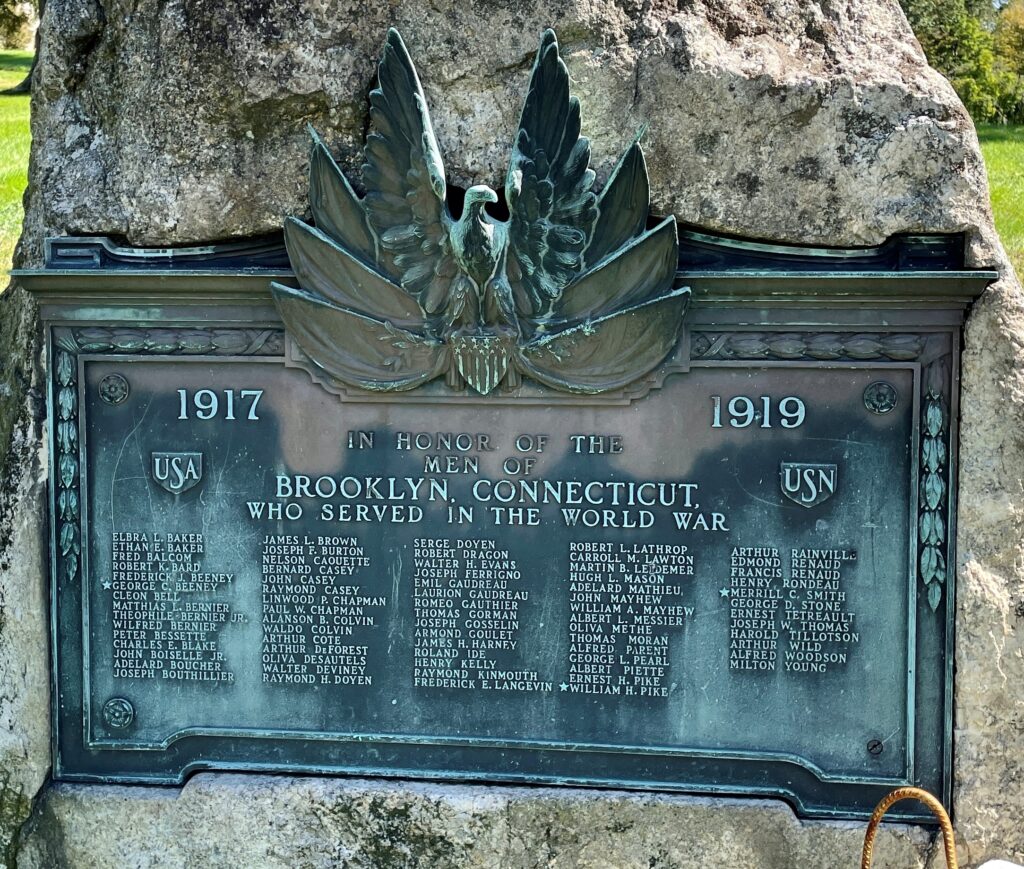 1917
1919
IN HONOR OF THE
MEN OF
BROOKLYN, CONNECTICUT,
WHO SERVED IN THE WORLD WAR
USA
USN
ELBRA L. BAKER
ETHAN E. BAKER
FRED BALCOM
ROBERT K. BARD
FREDERICK J. BEENEY
★GEORGE C. BEENEY
CLEON BELL
MATTHIAS L. BERNIER
THEOPHILE BERNIER JR.
WILFRED BERNIER
PETER BESSETTE
CHARLES E. BLAKE
JOHN BOISELLE JR.
ADELARD BOUCHER
JOSEPH BOUTHILLIER
JAMES L. BROWN
JOSEPH F. BURTON
NELSON CAOUETTE
BERNARD CASEY
JOHN CASEY
RAYMOND CASEY
LINWOOD P. CHAPMAN
PAUL W. CHAPMAN
ALANSON B. COLVIN
WALDO COLVIN
ARTHUR COTE
ARTHUR DEFOREST
OLIVA DESAUTELS
WALTER DEVINEY
RAYMOND H. DOYEN
SERGE DOYEN
ROBERT DRAGON
WALTER H. EVANS
JOSEPH FERRIGNO
EMIL GAUDREAU
LAURION GAUDREAU
ROMEO GAUTHIER
THOMAS GORMAN
JOSEPH GOSSELIN
ARMOND GOULET
JAMES H. HARNEY
ROLAND IDE
HENRY KELLY
RAYMOND KINMOUTH
FREDERICK E. LANGEVIN
ROBERT L. LATHROP
CARROLL M. LAWTON
MARTIN B. LEIDEMER
HUGH L. MASON
ADELARD MATHIEU
JOHN MAYHEW
WILLIAM A. MAYHEW
ALBERT L. MESSIER
OLIVA METHE
THOMAS MORAN
ALFRED PARENT
GEORGE L. PEARL
ALBERT PIETTE
ERNEST H. PIKE
★WILLIAM H. PIKE
ARTHUR RAINVILLE
EDMOND RENAUD
FRANCIS RENAUD
HENRY RONDEAU
★MERRILL C. SMITH
GEORGE D. STONE
ERNEST TETREAULT
JOSEPH W. THOMAS
HAROLD TILLOTSON
ARTHUR WILD
ALFRED WOODSON
MILTON YOUNG